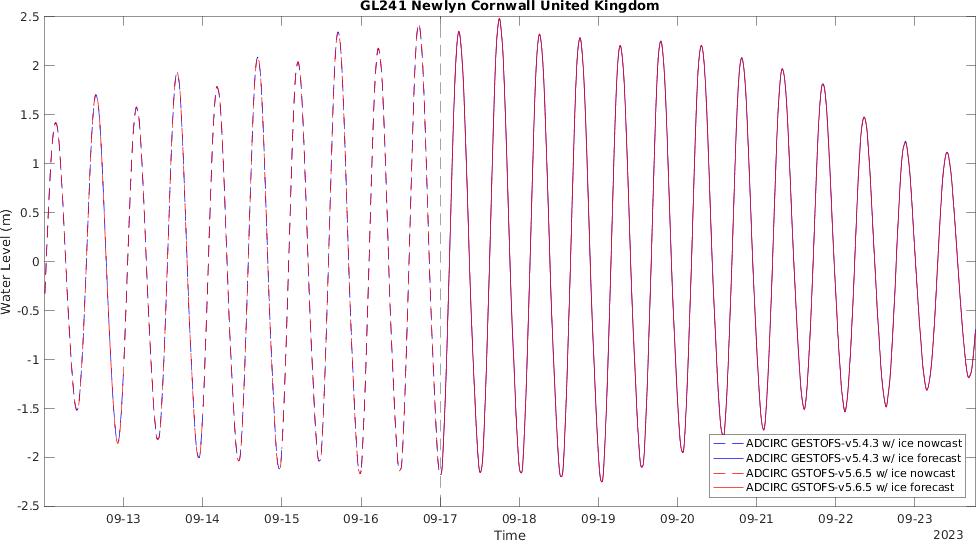 GL241 Newlyn Cornwall United Kingdom
2.5
2
1.5
1
0.5
0
-0.5
-1
-1.5
-2
-2.5
Water Level (m)
ADCIRC GESTOFS-v5.4.3 w/ ice nowcast
ADCIRC GESTOFS-v5.4.3 w/ ice forecast
ADCIRC GSTOFS-v5.6.5 w/ ice nowcast
ADCIRC GSTOFS-v5.6.5 w/ ice forecast
09-13 09-14 09-15 09-16 09-17 09-18 09-19 09-20 09-21 09-22 09-23
Time
2023